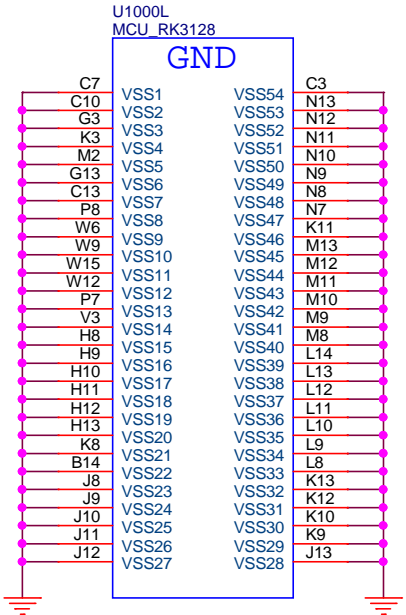 U1000L
MCU_RK3128
GND
C7 VSS1 VSS54 C3
C10 VSS2 VSS53 N13
G3 VSS3 VSS52 N12
K3 VSS4 VSS51 N11
M2 VSS5 VSS50 N10
G13 VSS6 VSS49 N9
C13 VSS7 VSS48 N8
P8 VSS8 VSS47 N7
W6 VSS9 VSS46 K11
W9 VSS10 VSS45 M13
W15 VSS11 VSS44 M12
W12 VSS12 VSS43 M11
P7 VSS13 VSS42 M10
V3 VSS14 VSS41 M9
H8 VSS15 VSS40 M8
H9 VSS16 VSS39 L14
H10 VSS17 VSS38 L13
H11 VSS18 VSS37 L12
H12 VSS19 VSS36 L11
H13 VSS20 VSS35 L10
K8 VSS21 VSS34 L9
B14 VSS22 VSS33 L8
J8 VSS23 VSS32 K13
J9 VSS24 VSS31 K12
J10 VSS25 VSS30 K10
J11 VSS26 VSS29 K9
J12 VSS27 VSS28 J13